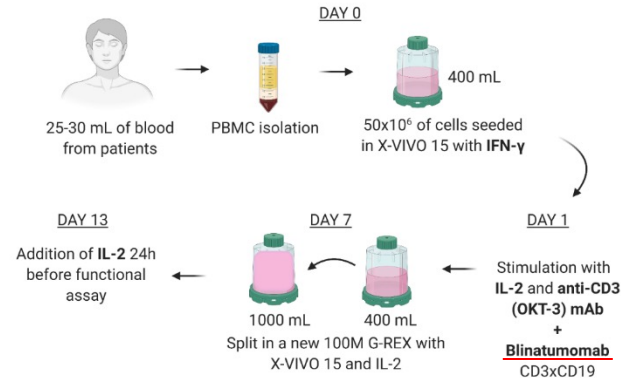 DAY 0
25-30 mL of blood
from patients
PBMC isolation
400 mL
50x10⁶ of cells seeded
in X-VIVO 15 with IFN-γ
DAY 1
Stimulation with
IL-2 and anti-CD3
(OKT-3) mAb
+
Blinatumomab
CD3xCD19
DAY 7
1000 mL
400 mL
Split in a new 100M G-REX with
X-VIVO 15 and IL-2
DAY 13
Addition of IL-2 24h
before functional
assay